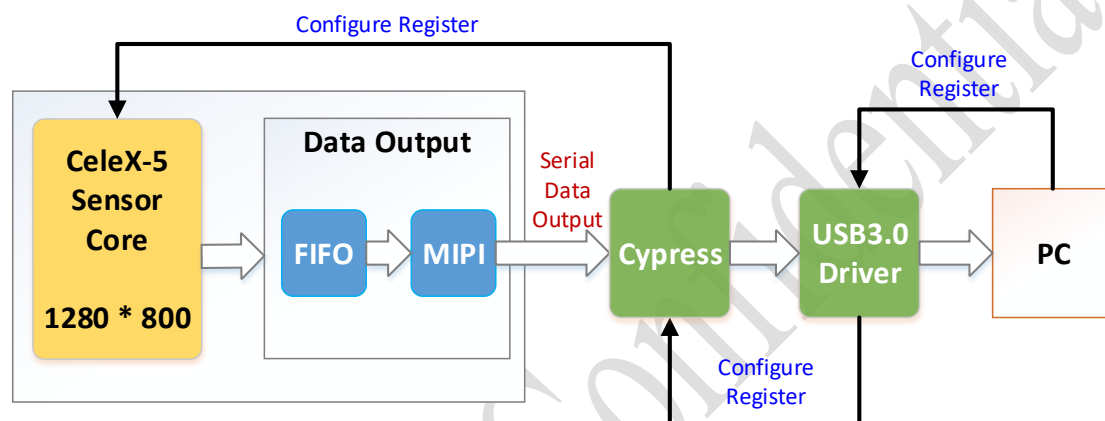 Configure Register
Configure
Register
CeleX-5
Sensor
Core
1280 * 800
Data Output
FIFO
MIPI
Serial
Data
Output
Cypress
USB3.0
Driver
PC
Configure
Register
Confidential